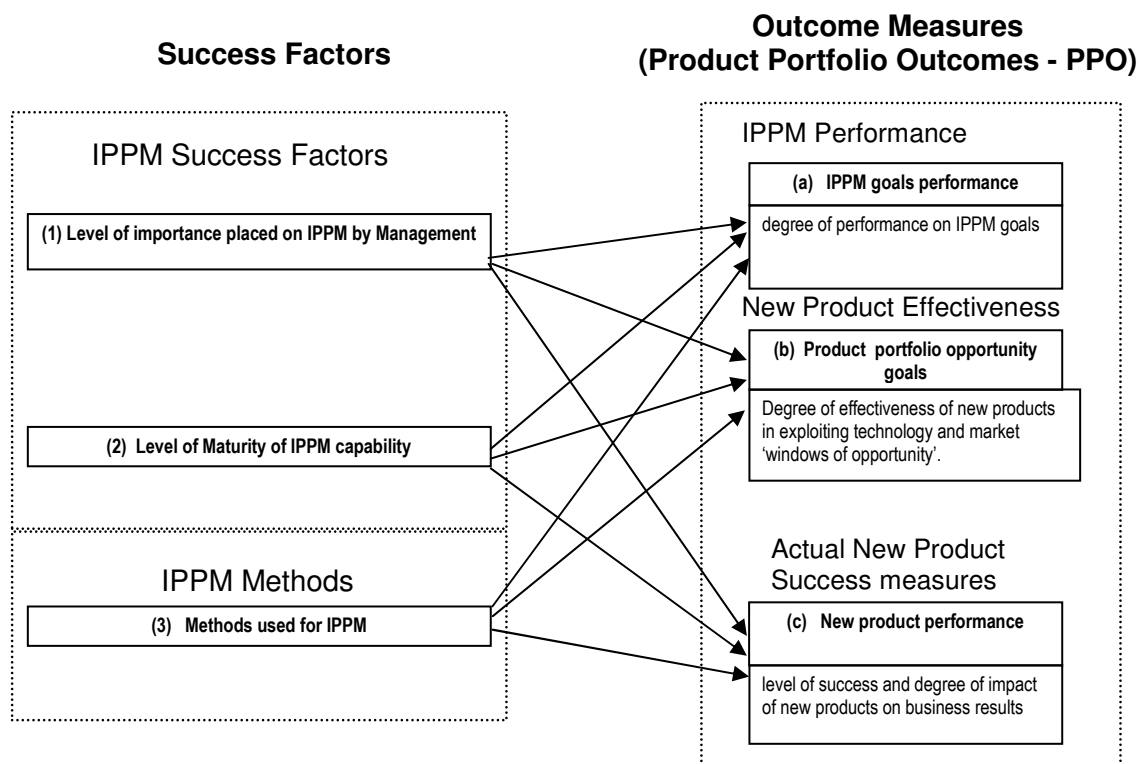 Success Factors
Outcome Measures
(Product Portfolio Outcomes - PPO)
IPPM Success Factors
(1) Level of importance placed on IPPM by Management
(2) Level of Maturity of IPPM capability
IPPM Methods
(3) Methods used for IPPM
IPPM Performance
(a) IPPM goals performance
degree of performance on IPPM goals
New Product Effectiveness
(b) Product portfolio opportunity
goals
Degree of effectiveness of new products
in exploiting technology and market
‘windows of opportunity’.
Actual New Product
Success measures
(c) New product performance
level of success and degree of impact
of new products on business results